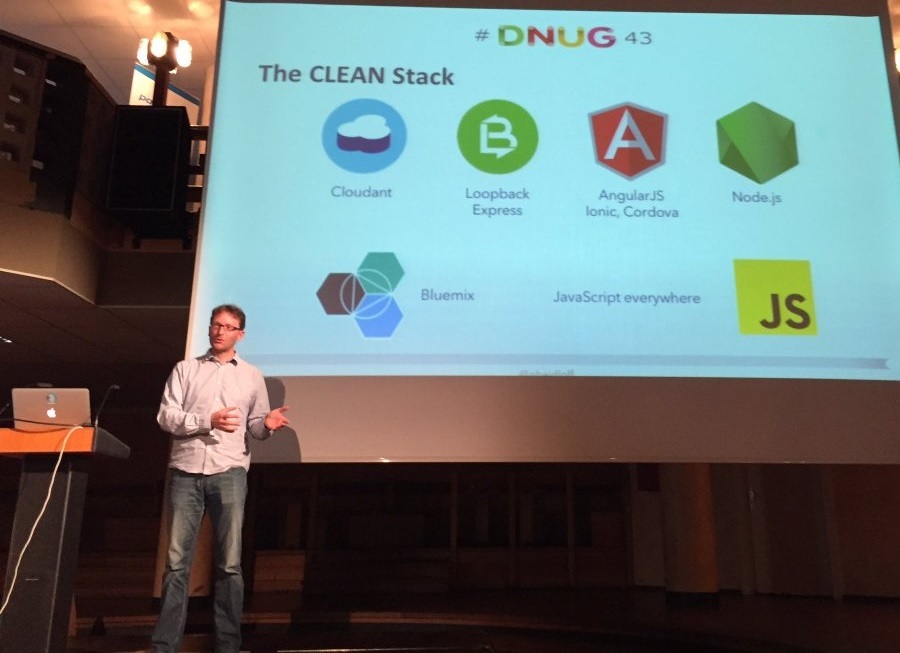 # DNUG 43
The CLEAN Stack
Cloudant
Loopback
Express
AngularJS
Ionic, Cordova
Node.js
Bluemix
JavaScript everywhere
JS